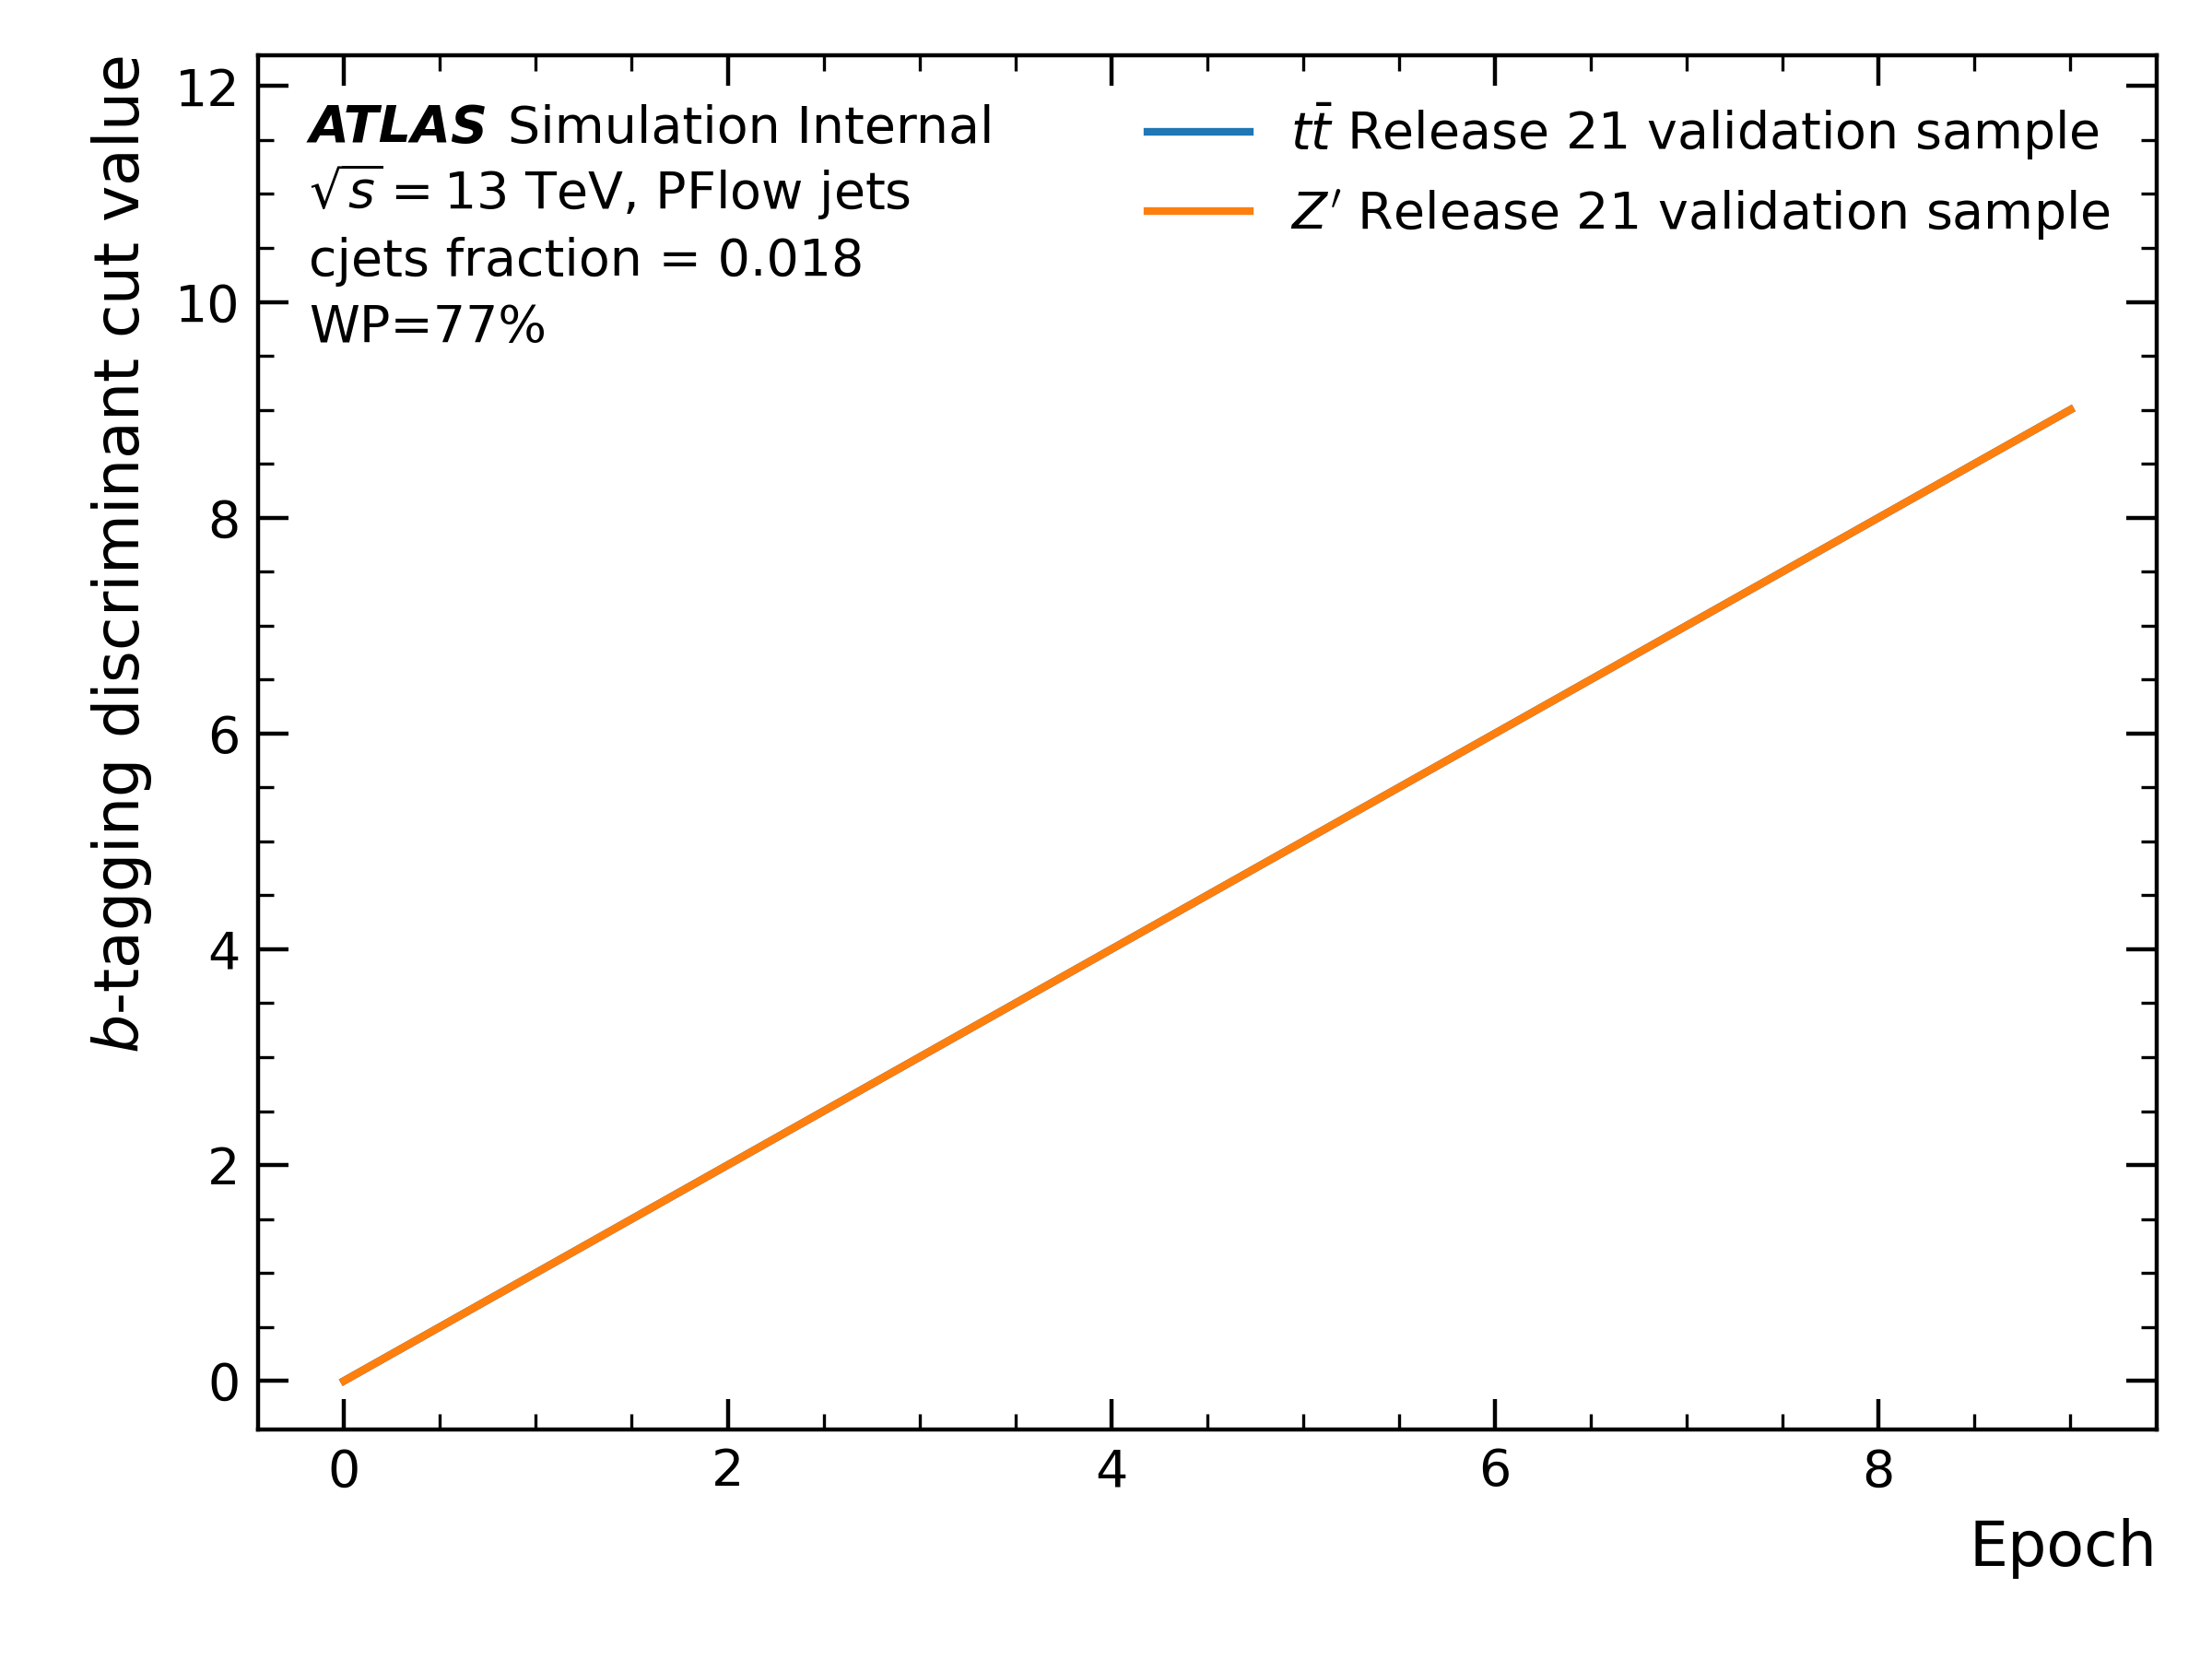 ATLAS Simulation Internal
√s = 13 TeV, PFlow jets
cjets fraction = 0.018
WP=77%
tt̄ Release 21 validation sample
Z′ Release 21 validation sample
b-tagging discriminant cut value
12
10
8
6
4
2
0
0 2 4 6 8
Epoch